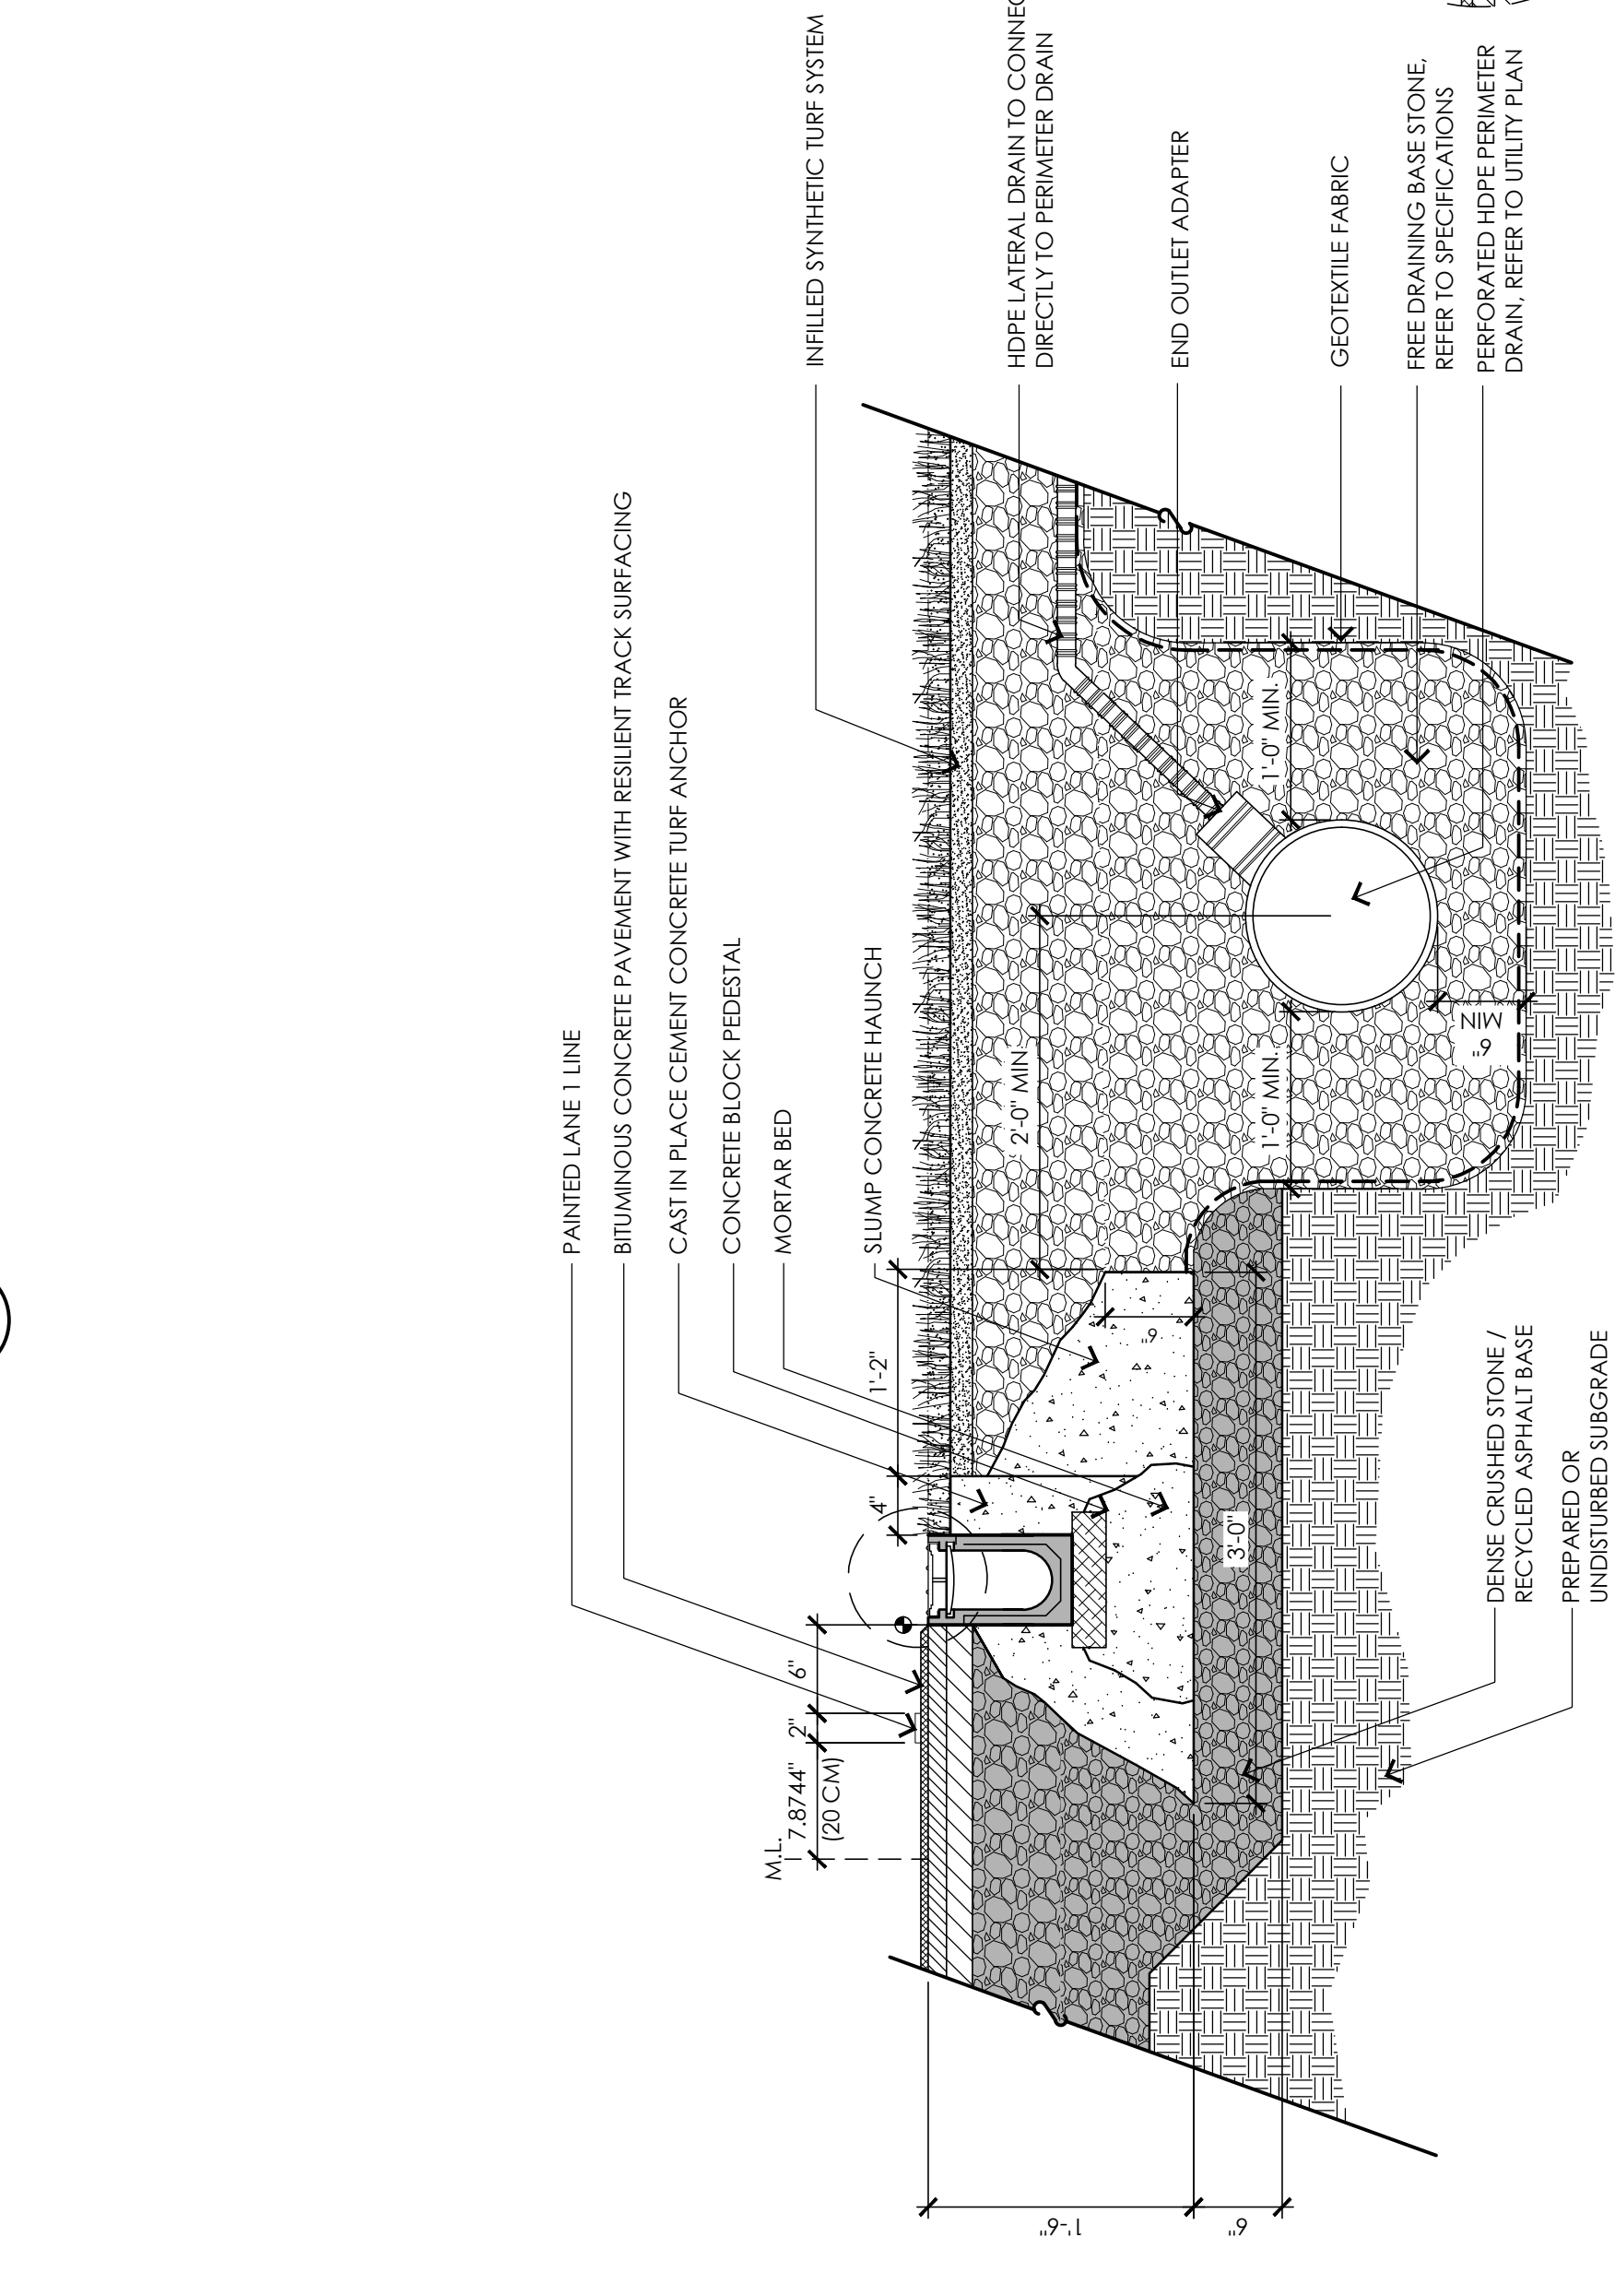 PAINTED LANE 1 LINE
BITUMINOUS CONCRETE PAVEMENT WITH RESILIENT TRACK SURFACING
CAST IN PLACE CEMENT CONCRETE TURF ANCHOR
CONCRETE BLOCK PEDESTAL
MORTAR BED
SLUMP CONCRETE HAUNCH
INFILLED SYNTHETIC TURF SYSTEM
HDPE LATERAL DRAIN TO
DIRECTLY TO PERIMETER DRAIN
END OUTLET ADAPTER
GEOTEXTILE FABRIC
FREE DRAINING BASE STONE,
REFER TO SPECIFICATIONS
PERFORATED HDPE PERIMETER
DRAIN, REFER TO UTILITY PLAN
M.L.
7.8744"
(20 CM)
2"
6"
4"
1'-2"
2'-0" MIN.
1'-0" MIN.
1'-0" MIN.
6"
MIN
6"
3'-0"
1'-6"
6"
DENSE CRUSHED STONE /
RECYCLED ASPHALT BASE
PREPARED OR
UNDISTURBED SUBGRADE